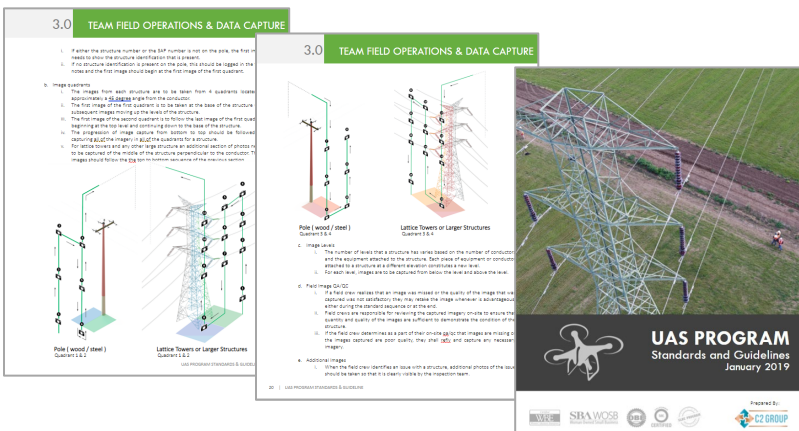 3.0 TEAM FIELD OPERATIONS & DATA CAPTURE
i. If either the structure number or the SAP number is not on the pole, the first im
needs to show the structure identification that is present.
ii. If no structure identification is present on the pole, this should be logged in the
notes and the first image should begin at the first image of the first quadrant.
b. Image quadrants
i. The images from each structure are to be taken from 4 quadrants locate
approximately a 45 degree angle from the conductor.
ii. The first image of the first quadrant is to be taken at the base of the structure
subsequent images moving up the levels of the structure.
iii. The first image of the second quadrant is to follow the last image of the first quad
beginning at the top level and continuing down to the base of the structure.
iv. The progression of image capture from bottom to top should be followed
capturing all of the imagery in all of the quadrants for a structure.
v. For lattice towers and any other large structure an additional section of photos n
to be captured of the middle of the structure perpendicular to the conductor. Th
images should follow the top to bottom sequence of the previous section.
Pole ( wood / steel )
Quadrant 1 & 2
Lattice Towers or Larger Structures
Quadrant 1 & 2
UAS PROGRAM STANDARDS & GUIDEL
3.0 TEAM FIELD OPERATIONS & DATA CAPTURE
Pole ( wood / steel )
Quadrant 3 & 4
Lattice Towers or Larger Structures
Quadrant 3 & 4
c. Image Levels
i. The number of levels that a structure has varies based on the number of conductor
and the equipment attached to the structure. Each piece of equipment or conducto
attached to a structure at a different elevation constitutes a new level.
ii. For each level, images are to be captured from below the level and above the level.
d. Field Image QA/QC
i. If a field crew realizes that an image was missed or the quality of the image that wa
captured was not satisfactory they may retake the image whenever is advantageous
either during the standard sequence or at the end.
ii. Field crews are responsible for reviewing the captured imagery on-site to ensure tha
quantity and quality of the images are sufficient to demonstrate the condition of the
structure.
iii. If the field crew determines as a part of their on-site qa/qc that images are missing o
the images captured are poor quality, they shall refly and capture any necessar
imagery.
e. Additional Images
i. When the field crew identifies an issue with a structure, additional photos of the issue
should be taken so that it is clearly visible by the inspection team.
20 | UAS PROGRAM STANDARDS & GUIDELINE
UAS PROGRAM
Standards and Guidelines
January 2019
Prepared By:
WBE
SBA WOSB
DBE
CERTIFIED
C2 GROUP